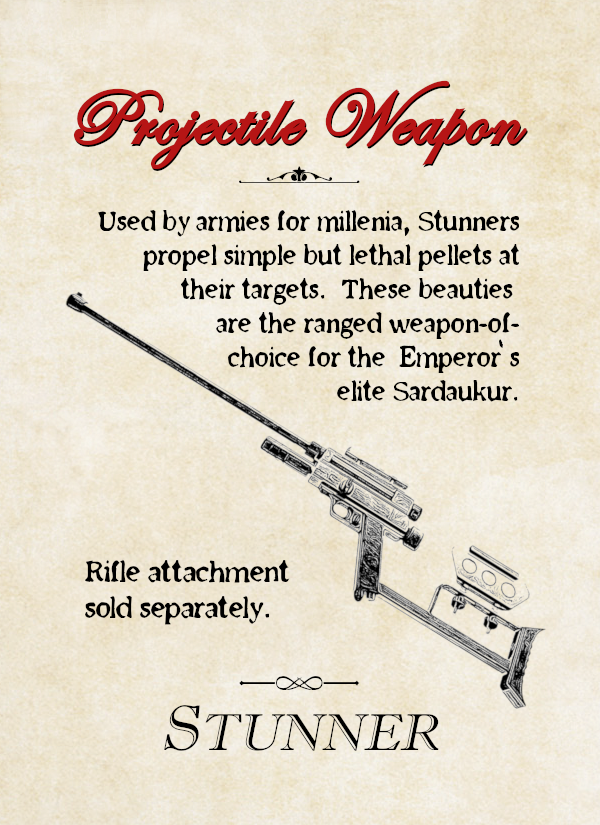 Projectile Weapon
Used by armies for millenia, Stunners
propel simple but lethal pellets at
their targets.  These beauties
are the ranged weapon-of-
choice for the  Emperor`s
elite Sardaukur.
Rifle attachment
sold separately.
STUNNER